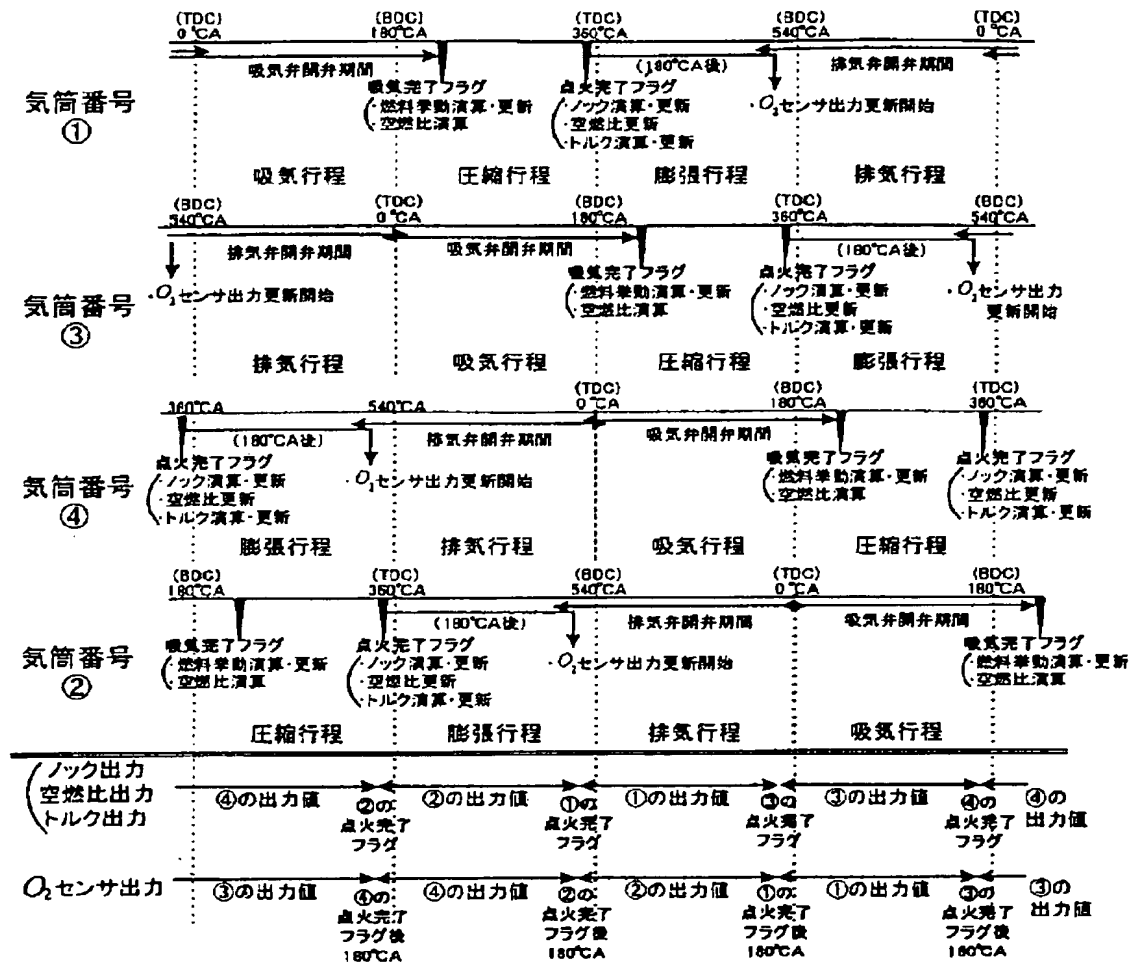 (TDC) (BDC) (TDC) (BDC) (TDC)
0℃A 180℃A 360℃A 540℃A 0℃A
吸気弁開弁期間 (180℃A後) 排気弁開弁期間
気筒番号
①
吸気完了フラグ
・燃料挙動演算・更新
・空燃比演算
点火完了フラグ
・ノック演算・更新
・空燃比更新
・トルク演算・更新
・O₂センサ出力更新開始
吸気行程 圧縮行程 膨張行程 排気行程
(BDC) (TDC) (BDC) (TDC) (BDC)
540℃A 0℃A 180℃A 360℃A 540℃A
排気弁開弁期間 吸気弁開弁期間 (180℃A後)
気筒番号
③
・O₂センサ出力更新開始
吸気完了フラグ
・燃料挙動演算・更新
・空燃比演算
点火完了フラグ
・ノック演算・更新
・空燃比更新
・トルク演算・更新
・O₂センサ出力
更新開始
排気行程 吸気行程 圧縮行程 膨張行程
(TDC) (BDC) (TDC)
360℃A 540℃A 0℃A 180℃A 360℃A
(180℃A後) 排気弁開弁期間 吸気弁開弁期間
気筒番号
④
点火完了フラグ
・ノック演算・更新
・空燃比更新
・トルク演算・更新
・O₂センサ出力更新開始
吸気完了フラグ
・燃料挙動演算・更新
・空燃比演算
点火完了フラグ
・ノック演算・更新
・空燃比更新
・トルク演算・更新
膨張行程 排気行程 吸気行程 圧縮行程
(BDC) (TDC) (BDC) (TDC) (BDC)
180℃A 360℃A 540℃A 0℃A 180℃A
(180℃A後) 排気弁開弁期間 吸気弁開弁期間
気筒番号
②
吸気完了フラグ
・燃料挙動演算・更新
・空燃比演算
点火完了フラグ
・ノック演算・更新
・空燃比更新
・トルク演算・更新
・O₂センサ出力更新開始
吸気完了フラグ
・燃料挙動演算・更新
・空燃比演算
圧縮行程 膨張行程 排気行程 吸気行程
ノック出力
空燃比出力
トルク出力
④の出力値
②の
点火完了
フラグ
②の出力値
①の
点火完了
フラグ
①の出力値
③の
点火完了
フラグ
③の出力値
④の
点火完了
フラグ
④の
出力値
O₂センサ出力
③の出力値
④の
点火完了
フラグ後
180℃A
④の出力値
②の
点火完了
フラグ後
180℃A
②の出力値
①の
点火完了
フラグ後
180℃A
①の出力値
③の
点火完了
フラグ後
180℃A
③の
出力値